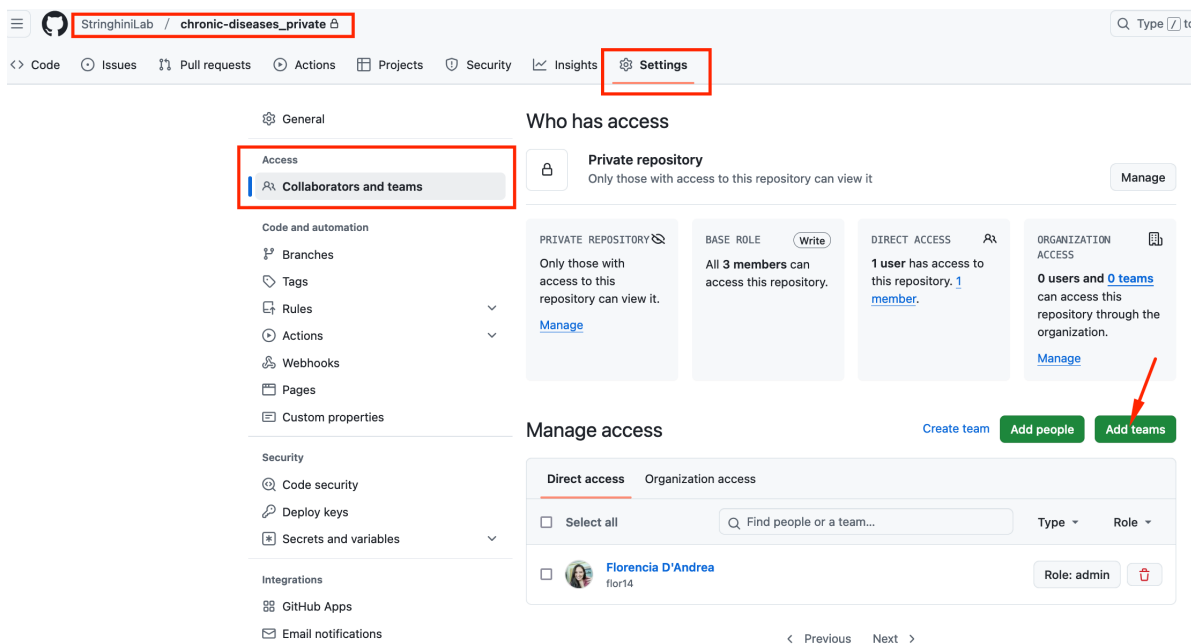 StringhiniLab / chronic-diseases_private
Type / to
Code Issues Pull requests Actions Projects Security Insights Settings
General
Access
Collaborators and teams
Code and automation
Branches
Tags
Rules
Actions
Webhooks
Pages
Custom properties
Security
Code security
Deploy keys
Secrets and variables
Integrations
GitHub Apps
Email notifications
Who has access
Private repository
Only those with access to this repository can view it
Manage
PRIVATE REPOSITORY
Only those with
access to this
repository can view it.
Manage
BASE ROLE Write
All 3 members can
access this repository.
DIRECT ACCESS
1 user has access to
this repository. 1
member.
ORGANIZATION
ACCESS
0 users and 0 teams
can access this
repository through the
organization.
Manage
Manage access
Create team Add people Add teams
Direct access Organization access
Select all Find people or a team... Type Role
Florencia D'Andrea
flor14
Role: admin
Previous Next